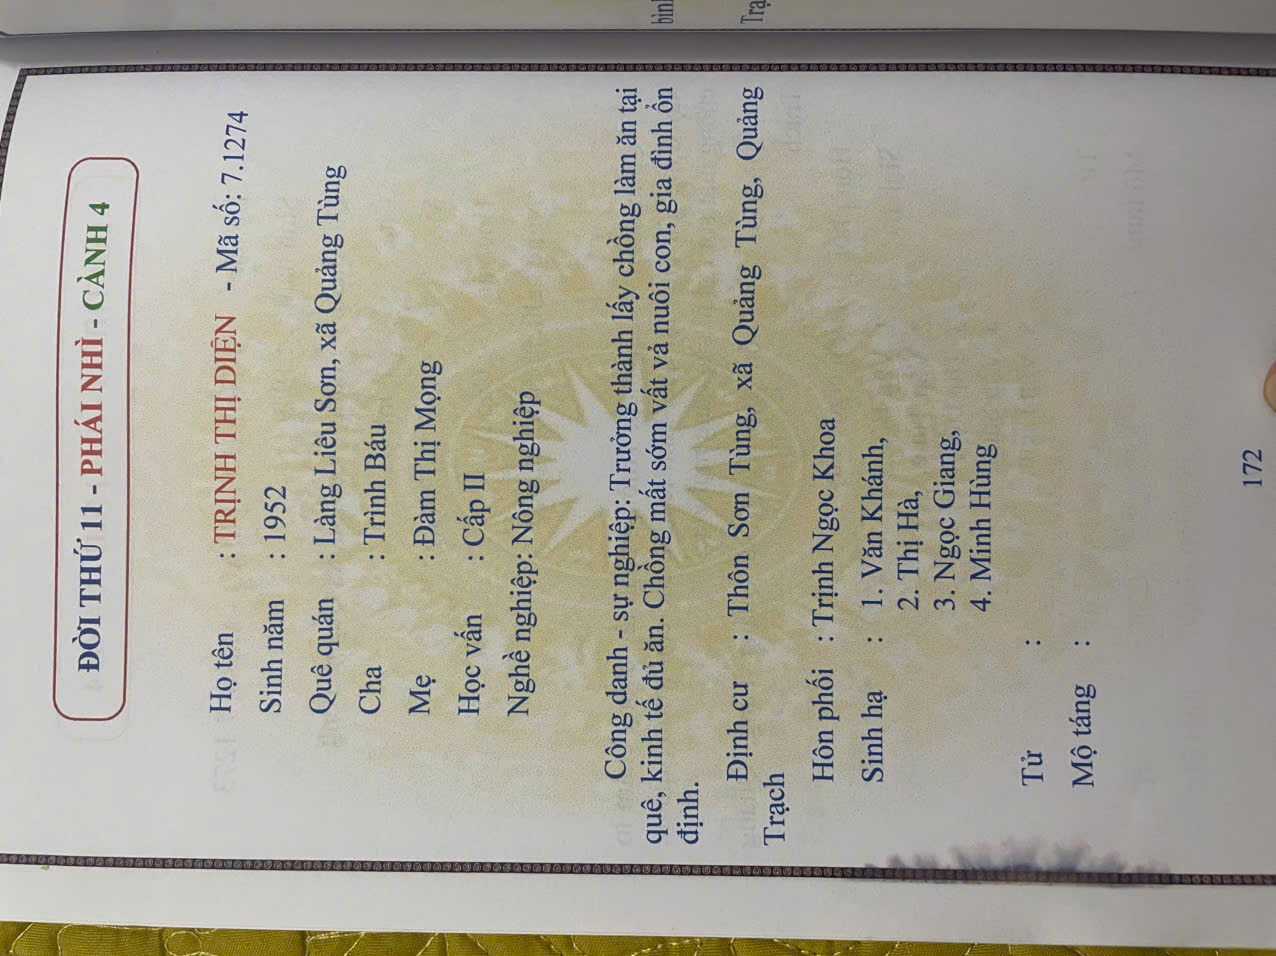 ĐỜI THỨ 11 - PHÁI NHÌ - CÀNH 4
Họ tên : TRỊNH THỊ DIỆN - Mã số: 7.1274
Sinh năm : 1952
Quê quán : Làng Liêu Sơn, xã Quảng Tùng
Cha : Trinh Báu
Mẹ : Đàm Thị Mọng
Học vấn : Cấp II
Nghề nghiệp: Nông nghiệp
Công danh - sự nghiệp: Trưởng thành lấy chồng làm ăn tại
quê, kinh tế đủ ăn. Chồng mất sớm vất vả nuôi con, gia đình ổn
định.
Định cư : Thôn Sơn Tùng, xã Quảng Tùng, Quảng
Trạch
Hôn phối : Trịnh Ngọc Khoa
Sinh hạ : 1. Văn Khánh,
2. Thị Hà,
3. Ngọc Giang,
4. Minh Hùng
Tử :
Mộ táng :
172